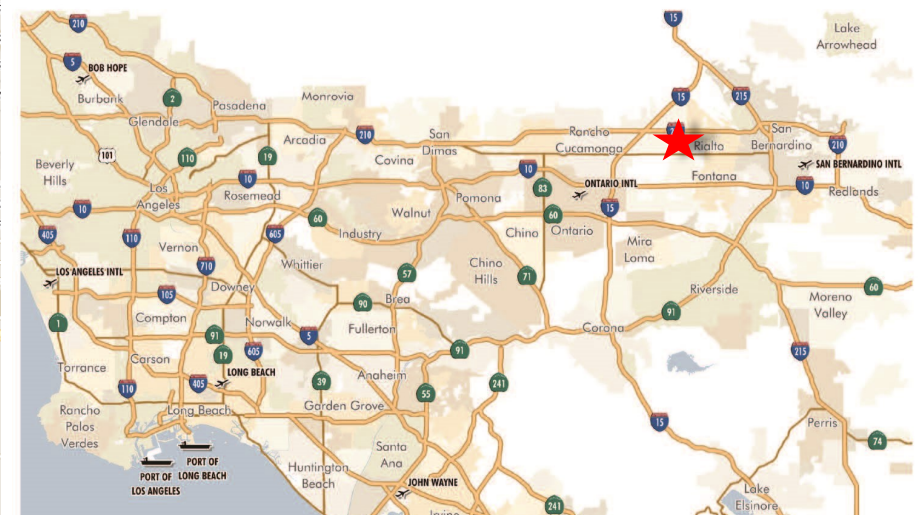 210
15
5
BOB HOPE
Lake
Arrowhead
Burbank
2
15
215
Monrovia
Pasadena
Glendale
210
San
Dimas
Rancho
Cucamonga
San
Bernardino
101
110
19
Arcadia
Covina
Rialto
210
Beverly
Hills
10
10
Fontana
SAN BERNARDINO INTL
83
ONTARIO INTL
10
Redlands
Los
Angeles
Rosemead
Pomona
10
60
Walnut
60
15
405
110
605
Industry
Chino
Ontario
Vernon
Mira
Loma
710
Whittier
57
Chino
Hills
71
LOS ANGELES INTL
Downey
Riverside
60
105
90
Brea
Moreno
Valley
1
Compton
91
Norwalk
5
Fullerton
91
Corona
91
19
605
215
Torrance
Carson
LONG BEACH
39
Anaheim
55
241
110
405
Rancho
Palos
Verdes
Long Beach
Garden Grove
15
Perris
74
PORT OF
LOS ANGELES
PORT OF
LONG BEACH
Santa
Ana
Huntington
Beach
JOHN WAYNE
Lake
Elsinore
241
Irvine